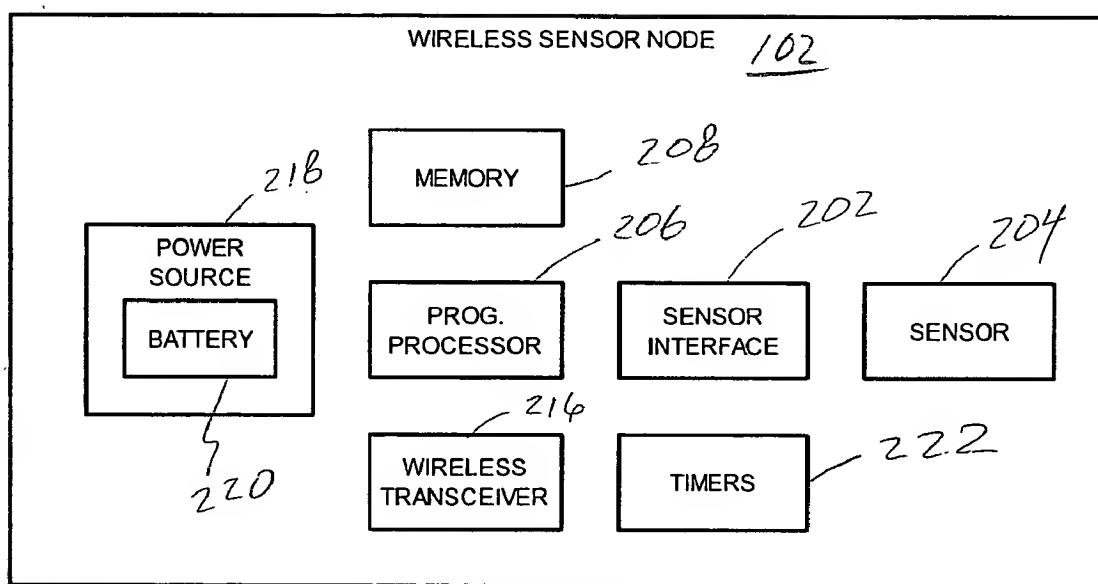 WIRELESS SENSOR NODE 102
MEMORY 208
218
POWER
SOURCE
BATTERY
220
206
PROG.
PROCESSOR
202
SENSOR
INTERFACE
204
SENSOR
216
WIRELESS
TRANSCEIVER
TIMERS 222